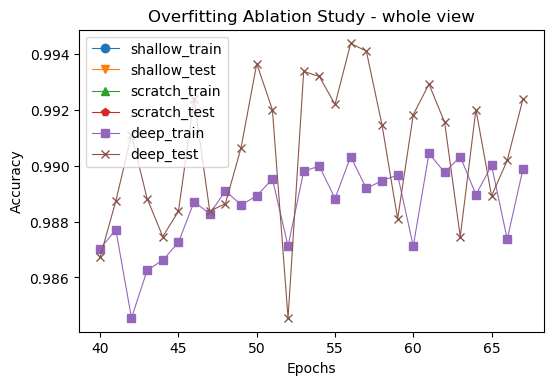 Overfitting Ablation Study - whole view
Accuracy
0.994
0.992
0.990
0.988
0.986
shallow_train
shallow_test
scratch_train
scratch_test
deep_train
deep_test
40
45
50
55
60
65
Epochs